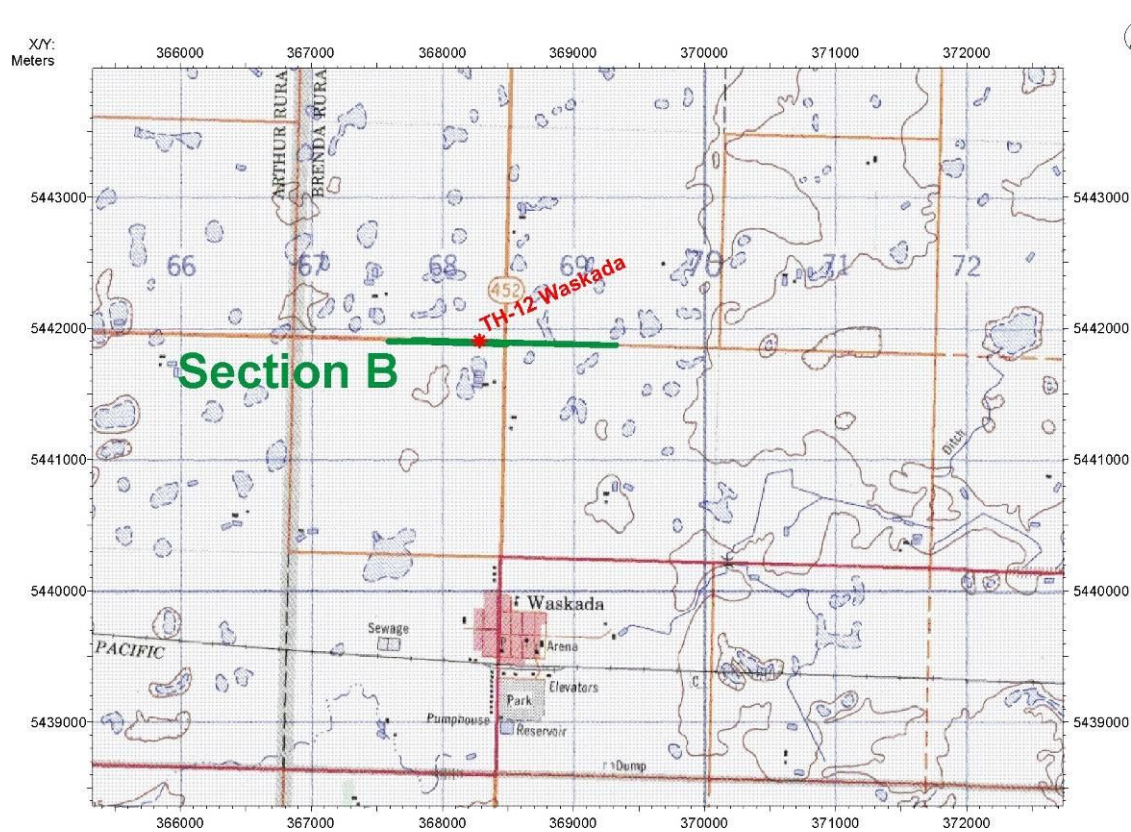 X/Y:
Meters
366000 367000 368000 369000 370000 371000 372000
ARTHUR RURA
BRENDA RURA
5443000 5443000
66 67 68 69 70 71 72
452
TH-12 Waskada
5442000 5442000
Section B
5441000 5441000
Ditch
5440000 5440000
Waskada
Sewage
P
Arena
PACIFIC
Elevators
C
Park
Pumphouse
5439000 5439000
Reservoir
Dump
366000 367000 368000 369000 370000 371000 372000